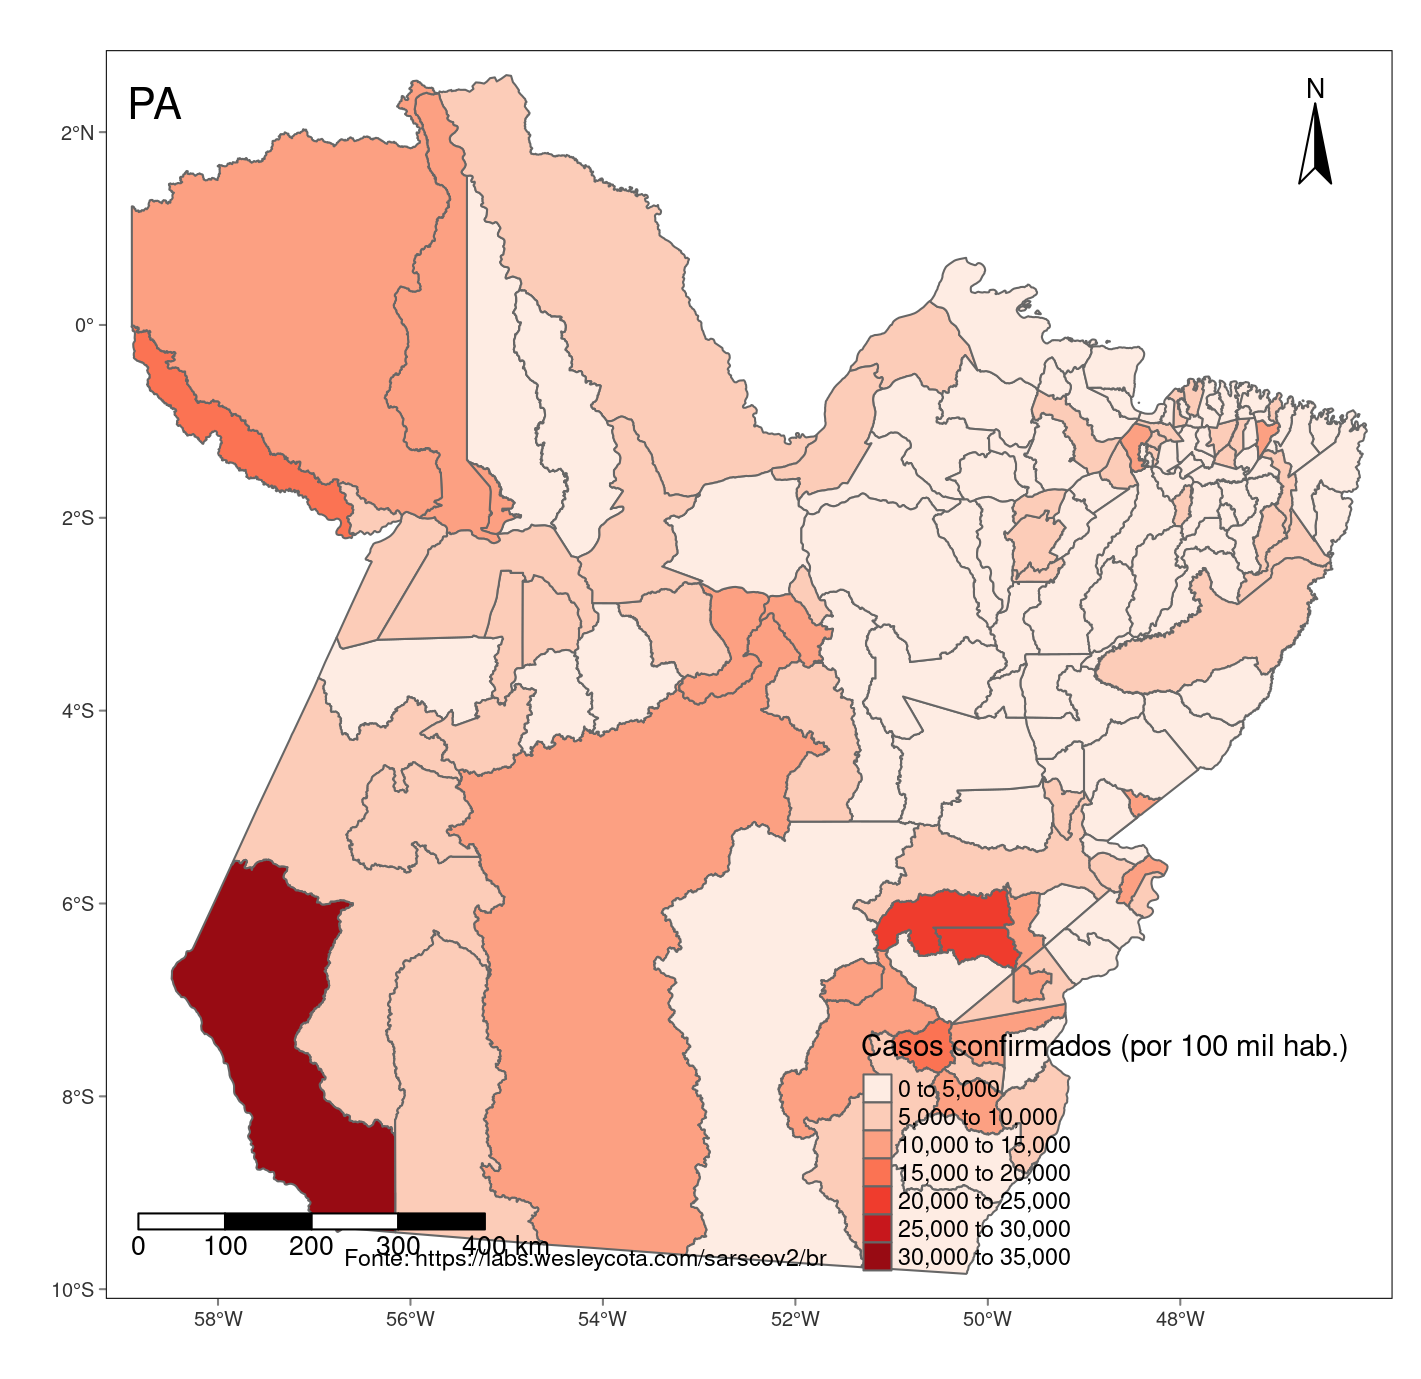 PA
N
2°N
0°
2°S
4°S
6°S
8°S
10°S
Casos confirmados (por 100 mil hab.)
0 to 5,000
5,000 to 10,000
10,000 to 15,000
15,000 to 20,000
20,000 to 25,000
25,000 to 30,000
30,000 to 35,000
0 100 200 300 400 km
Fonte: https://labs.wesleycota.com/sarscov2/br
58°W 56°W 54°W 52°W 50°W 48°W